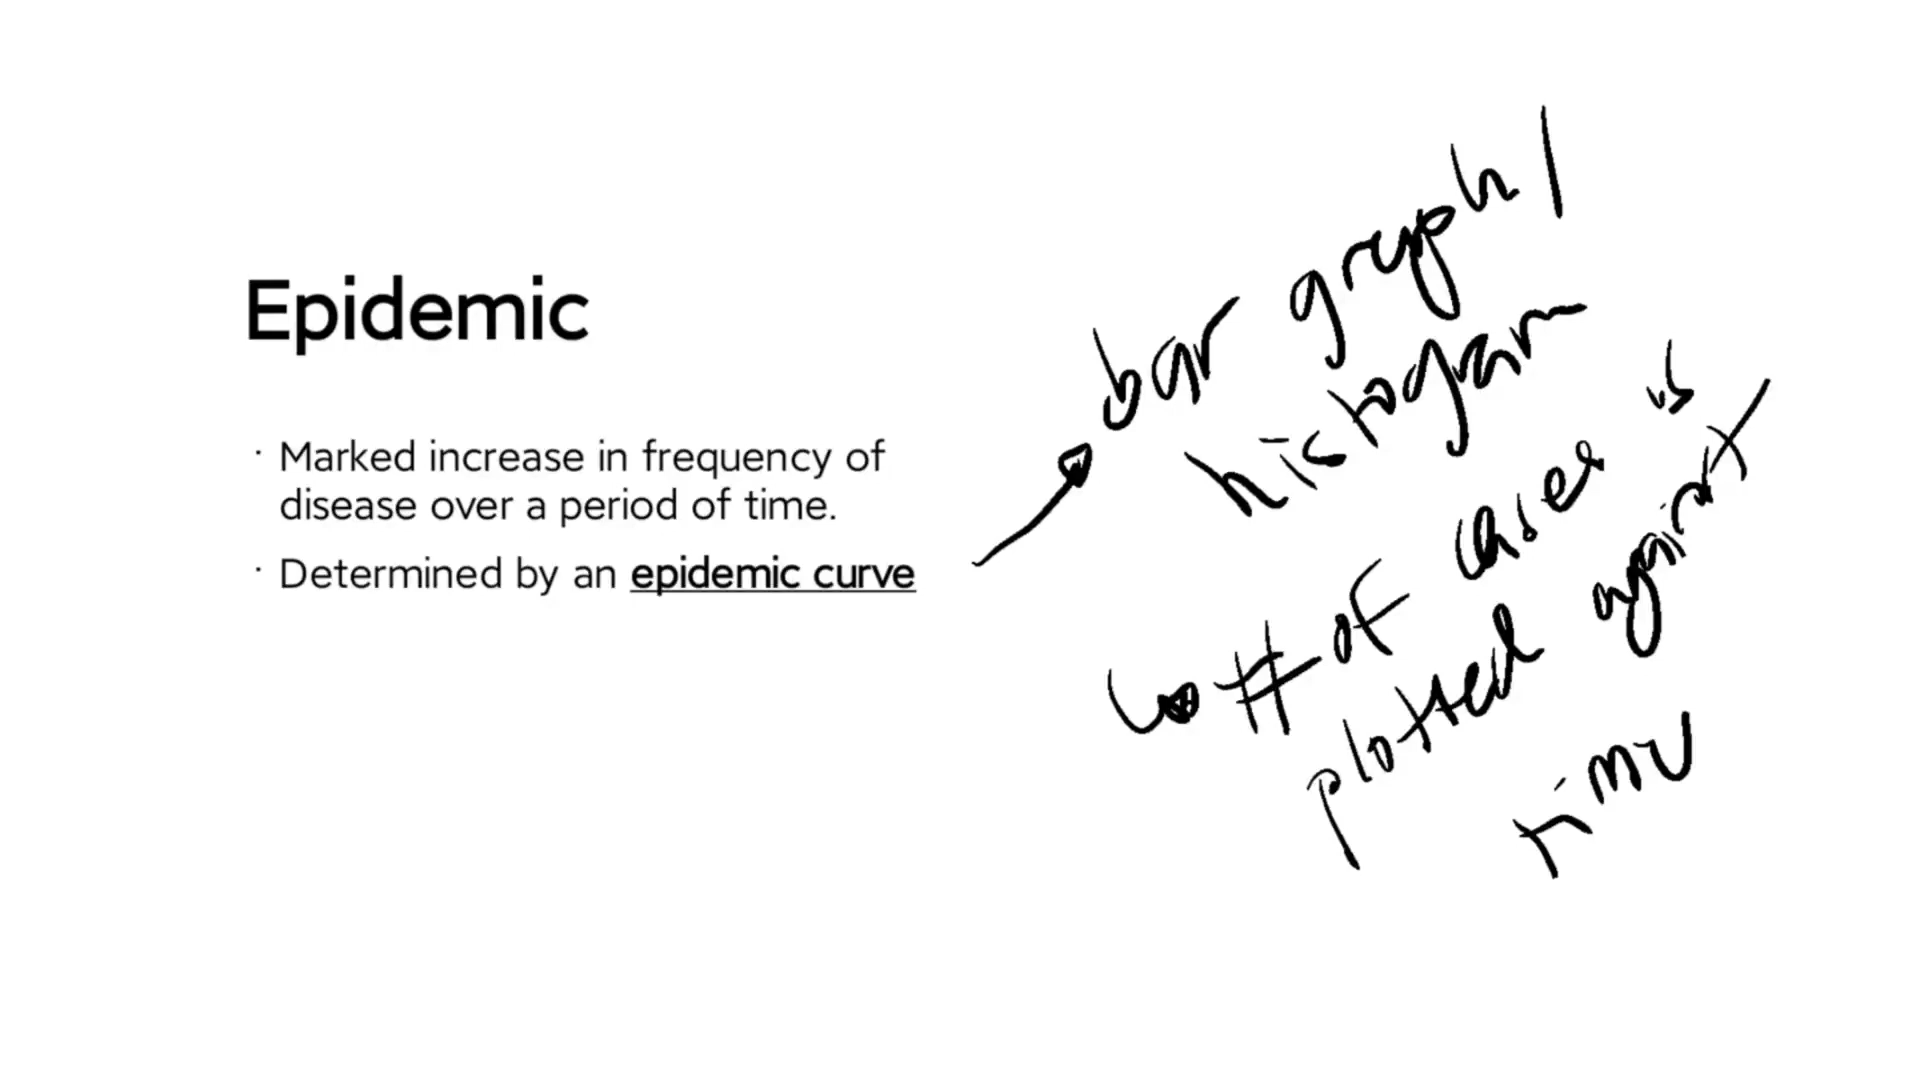 Epidemic
· Marked increase in frequency of
disease over a period of time.
· Determined by an epidemic curve
bar graph /
histogram
# of cases is
plotted against
time